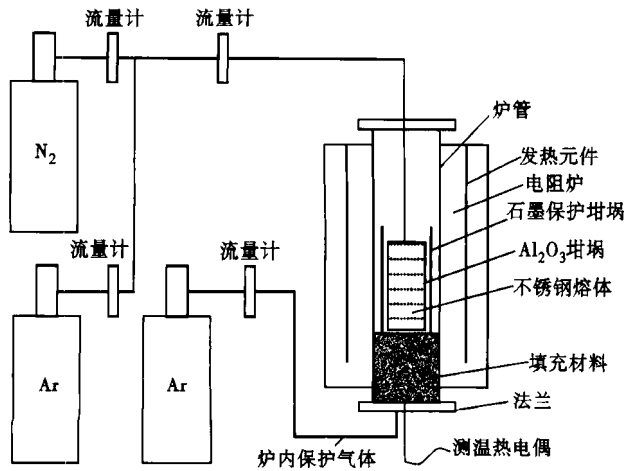 流量计
流量计
N₂
炉管
发热元件
电阻炉
石墨保护坩埚
Al₂O₃坩埚
不锈钢熔体
流量计
流量计
Ar
Ar
填充材料
法兰
炉内保护气体
测温热电偶